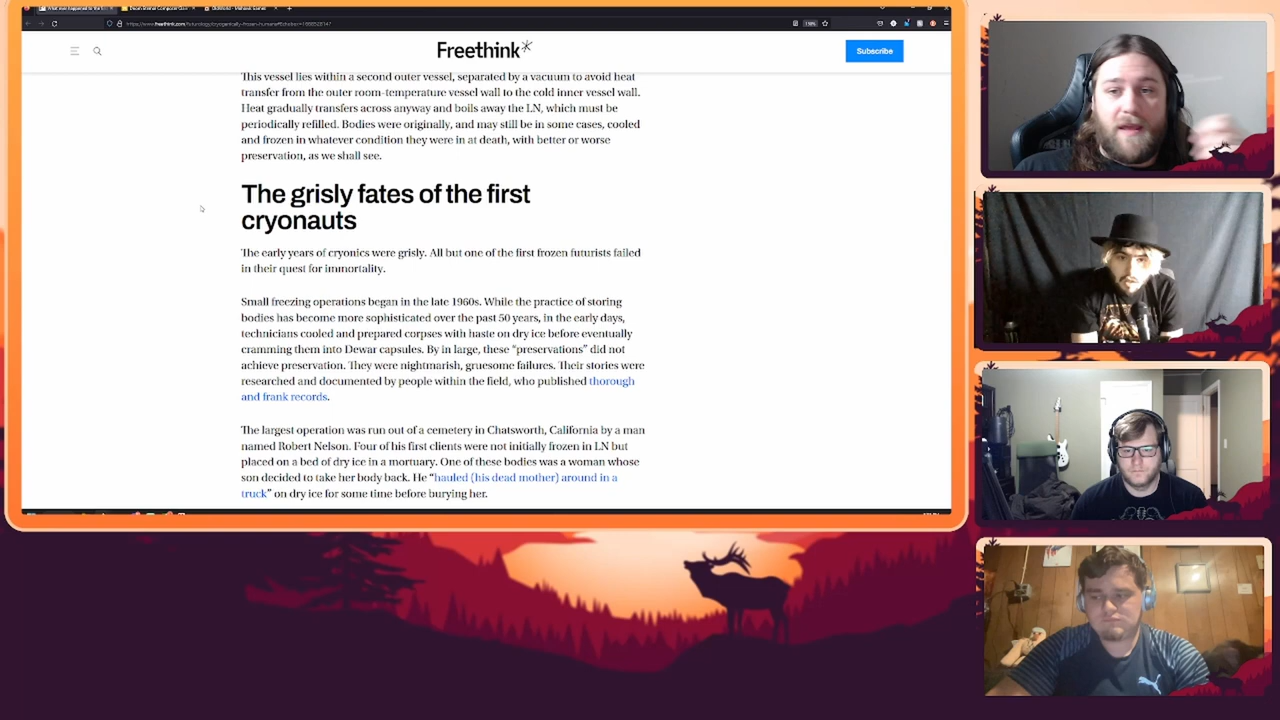 https://www.freethink.com/futurology/cryogenically-frozen-humans
Freethink*
Subscribe
This vessel lies within a second outer vessel, separated by a vacuum to avoid heat
transfer from the outer room-temperature vessel wall to the cold inner vessel wall.
Heat gradually transfers across anyway and boils away the LN, which must be
periodically refilled. Bodies were originally, and may still be in some cases, cooled
and frozen in whatever condition they were in at death, with better or worse
preservation, as we shall see.
The grisly fates of the first
cryonauts
The early years of cryonics were grisly. All but one of the first frozen futurists failed
in their quest for immortality.
Small freezing operations began in the late 1960s. While the practice of storing
bodies has become more sophisticated over the past 50 years, in the early days,
technicians cooled and prepared corpses with haste on dry ice before eventually
cramming them into Dewar capsules. By in large, these “preservations” did not
achieve preservation. They were nightmarish, gruesome failures. Their stories were
researched and documented by people within the field, who published thorough
and frank records.
The largest operation was run out of a cemetery in Chatsworth, California by a man
named Robert Nelson. Four of his first clients were not initially frozen in LN but
placed on a bed of dry ice in a mortuary. One of these bodies was a woman whose
son decided to take her body back. He “hauled (his dead mother) around in a
truck” on dry ice for some time before burying her.